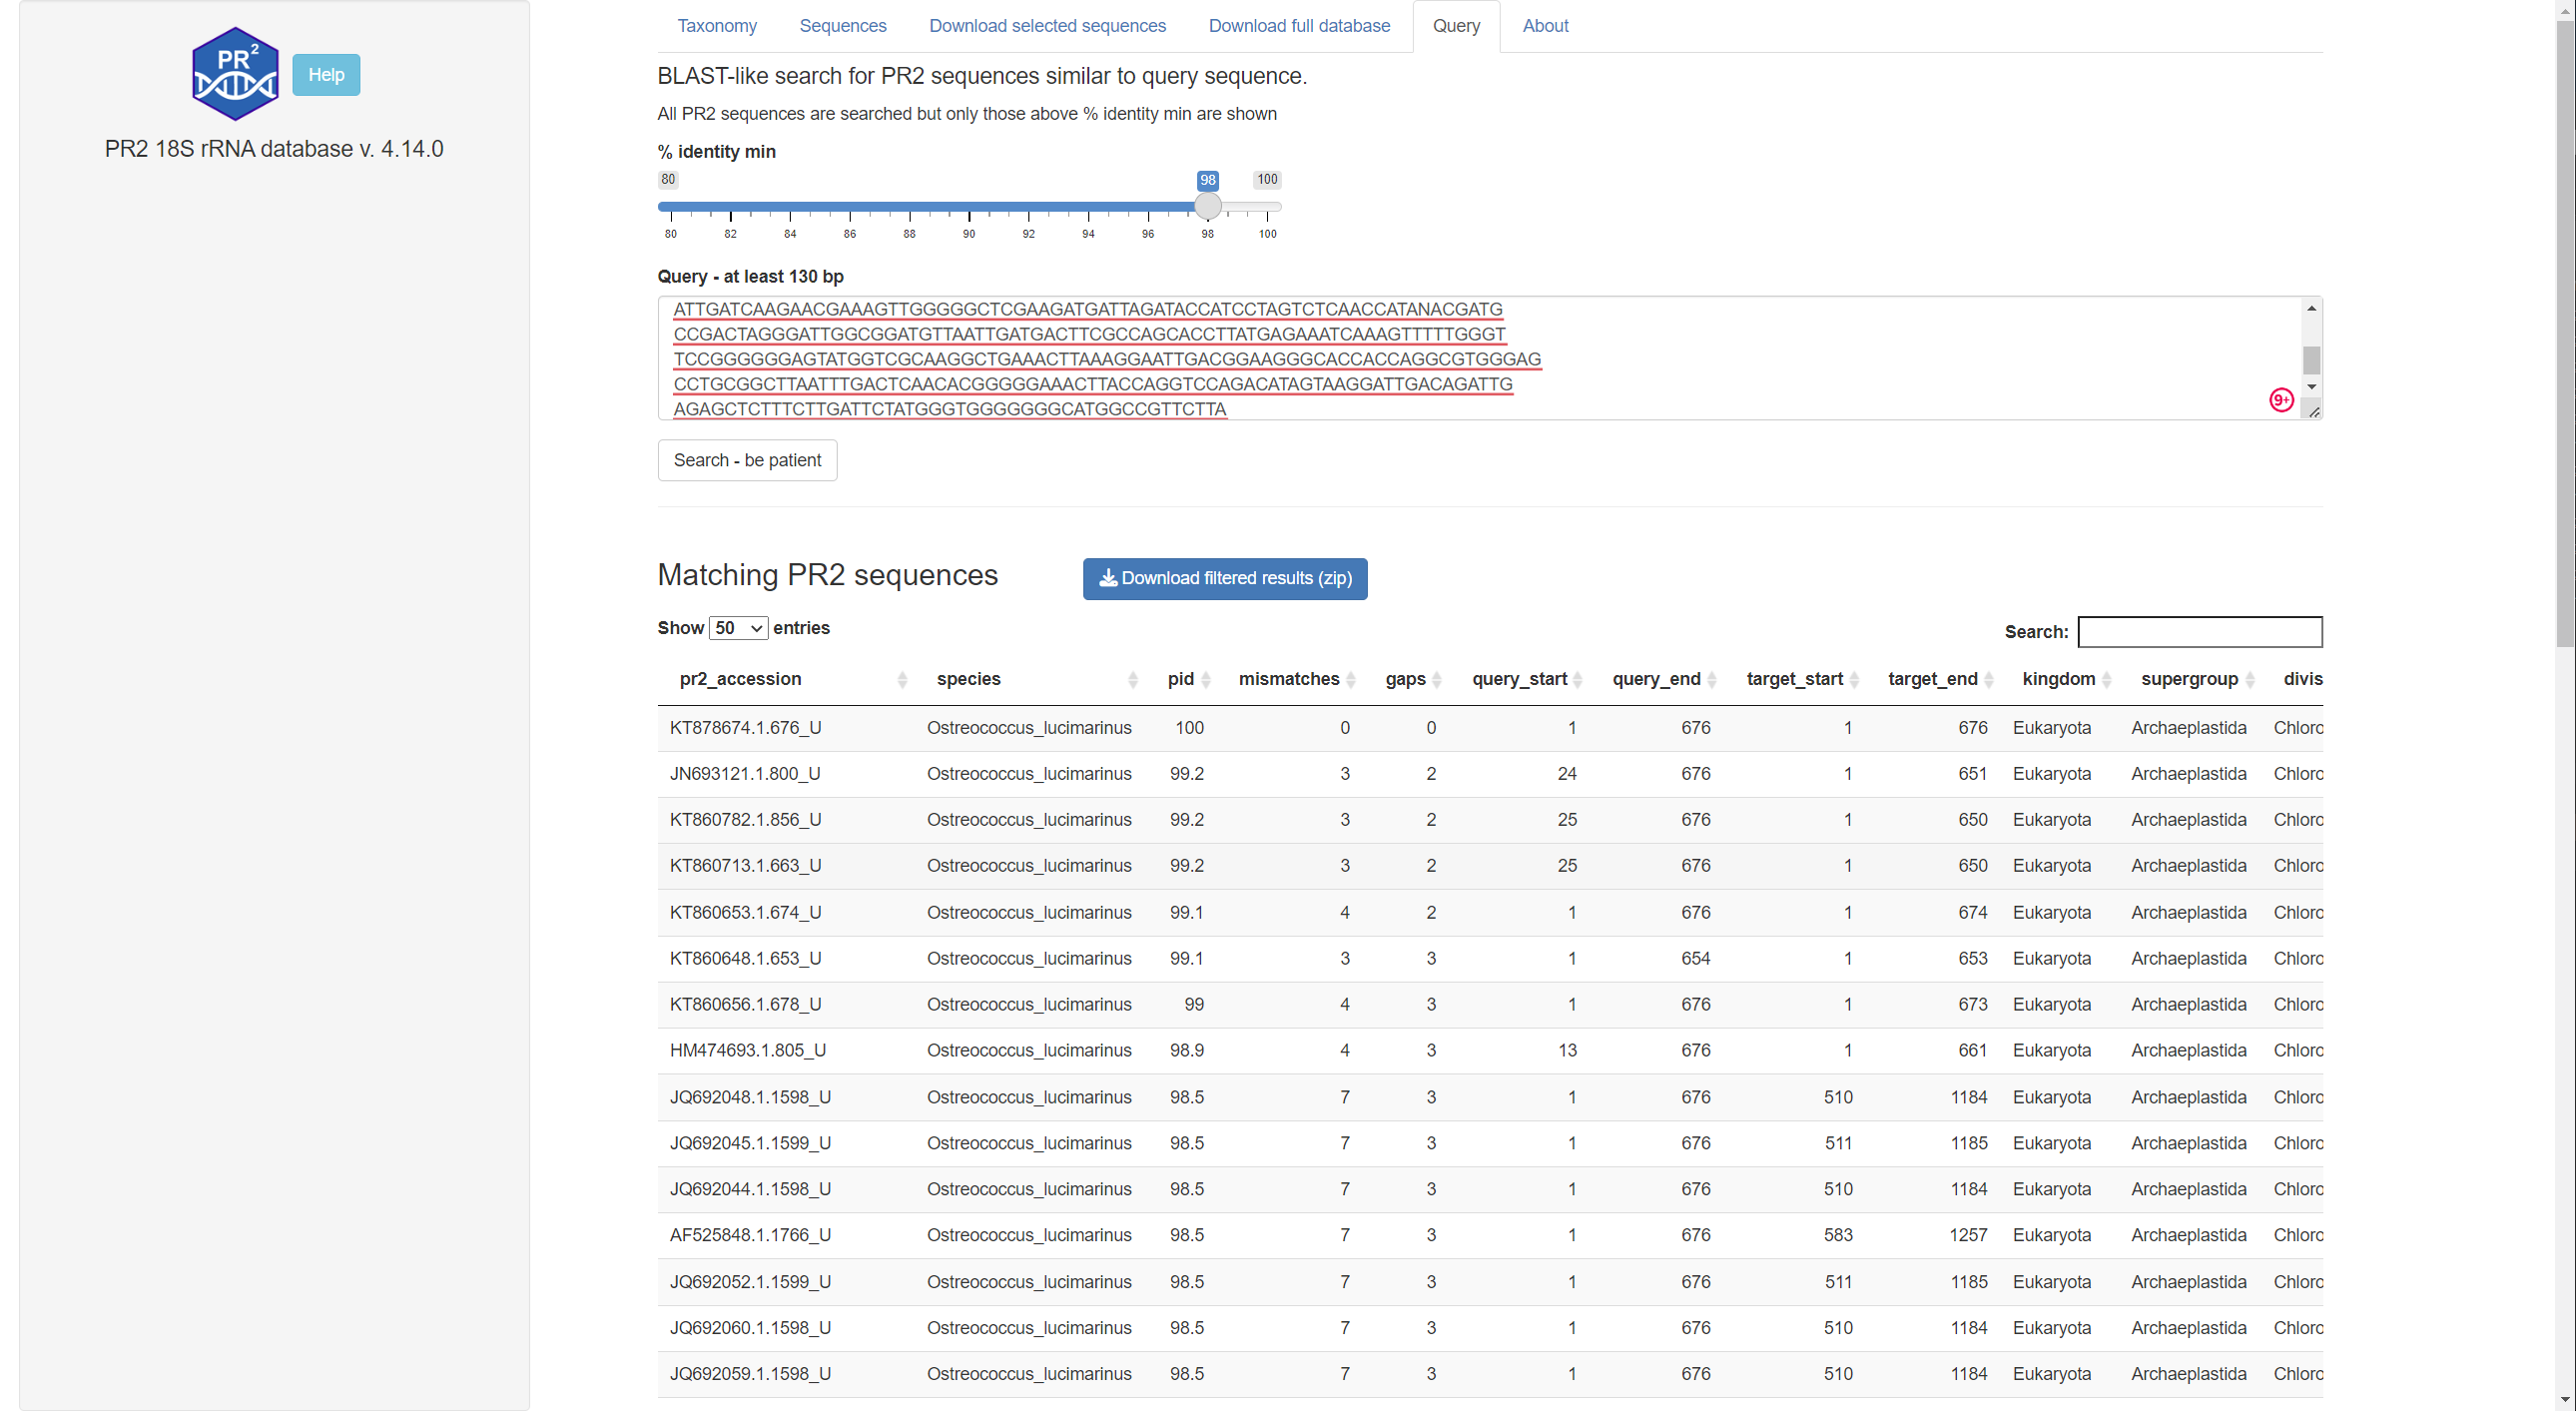 PR2
Help
PR2 18S rRNA database v. 4.14.0
Taxonomy Sequences Download selected sequences Download full database Query About
BLAST-like search for PR2 sequences similar to query sequence.
All PR2 sequences are searched but only those above % identity min are shown
% identity min
80 98 100
80 82 84 86 88 90 92 94 96 98 100
Query - at least 130 bp
ATTGATCAAGAACGAAAGTTGGGGGCTCGAAGATGATTAGATACCATCCTAGTCTCAACCATANACGATG
CCGACTAGGGATTGGCGGATGTTAATTGATGACTTCGCCAGCACCTTATGAGAAATCAAAGTTTTTGGGT
TCCGGGGGGAGTATGGTCGCAAGGCTGAAACTTAAAGGAATTGACGGAAGGGCACCACCAGGCGTGGGAG
CCTGCGGCTTAATTTGACTCAACACGGGGGAAACTTACCAGGTCCAGACATAGTAAGGATTGACAGATTG
AGAGCTCTTTCTTGATTCTATGGGTGGGGGGGCATGGCCGTTCTTA
9+
Search - be patient
Matching PR2 sequences
Download filtered results (zip)
Show 50 entries
Search:
pr2_accession species pid mismatches gaps query_start query_end target_start target_end kingdom supergroup divis
KT878674.1.676_U Ostreococcus_lucimarinus 100 0 0 1 676 1 676 Eukaryota Archaeplastida Chloro
JN693121.1.800_U Ostreococcus_lucimarinus 99.2 3 2 24 676 1 651 Eukaryota Archaeplastida Chloro
KT860782.1.856_U Ostreococcus_lucimarinus 99.2 3 2 25 676 1 650 Eukaryota Archaeplastida Chloro
KT860713.1.663_U Ostreococcus_lucimarinus 99.2 3 2 25 676 1 650 Eukaryota Archaeplastida Chloro
KT860653.1.674_U Ostreococcus_lucimarinus 99.1 4 2 1 676 1 674 Eukaryota Archaeplastida Chloro
KT860648.1.653_U Ostreococcus_lucimarinus 99.1 3 3 1 654 1 653 Eukaryota Archaeplastida Chloro
KT860656.1.678_U Ostreococcus_lucimarinus 99 4 3 1 676 1 673 Eukaryota Archaeplastida Chloro
HM474693.1.805_U Ostreococcus_lucimarinus 98.9 4 3 13 676 1 661 Eukaryota Archaeplastida Chloro
JQ692048.1.1598_U Ostreococcus_lucimarinus 98.5 7 3 1 676 510 1184 Eukaryota Archaeplastida Chloro
JQ692045.1.1599_U Ostreococcus_lucimarinus 98.5 7 3 1 676 511 1185 Eukaryota Archaeplastida Chloro
JQ692044.1.1598_U Ostreococcus_lucimarinus 98.5 7 3 1 676 510 1184 Eukaryota Archaeplastida Chloro
AF525848.1.1766_U Ostreococcus_lucimarinus 98.5 7 3 1 676 583 1257 Eukaryota Archaeplastida Chloro
JQ692052.1.1599_U Ostreococcus_lucimarinus 98.5 7 3 1 676 511 1185 Eukaryota Archaeplastida Chloro
JQ692060.1.1598_U Ostreococcus_lucimarinus 98.5 7 3 1 676 510 1184 Eukaryota Archaeplastida Chloro
JQ692059.1.1598_U Ostreococcus_lucimarinus 98.5 7 3 1 676 510 1184 Eukaryota Archaeplastida Chloro